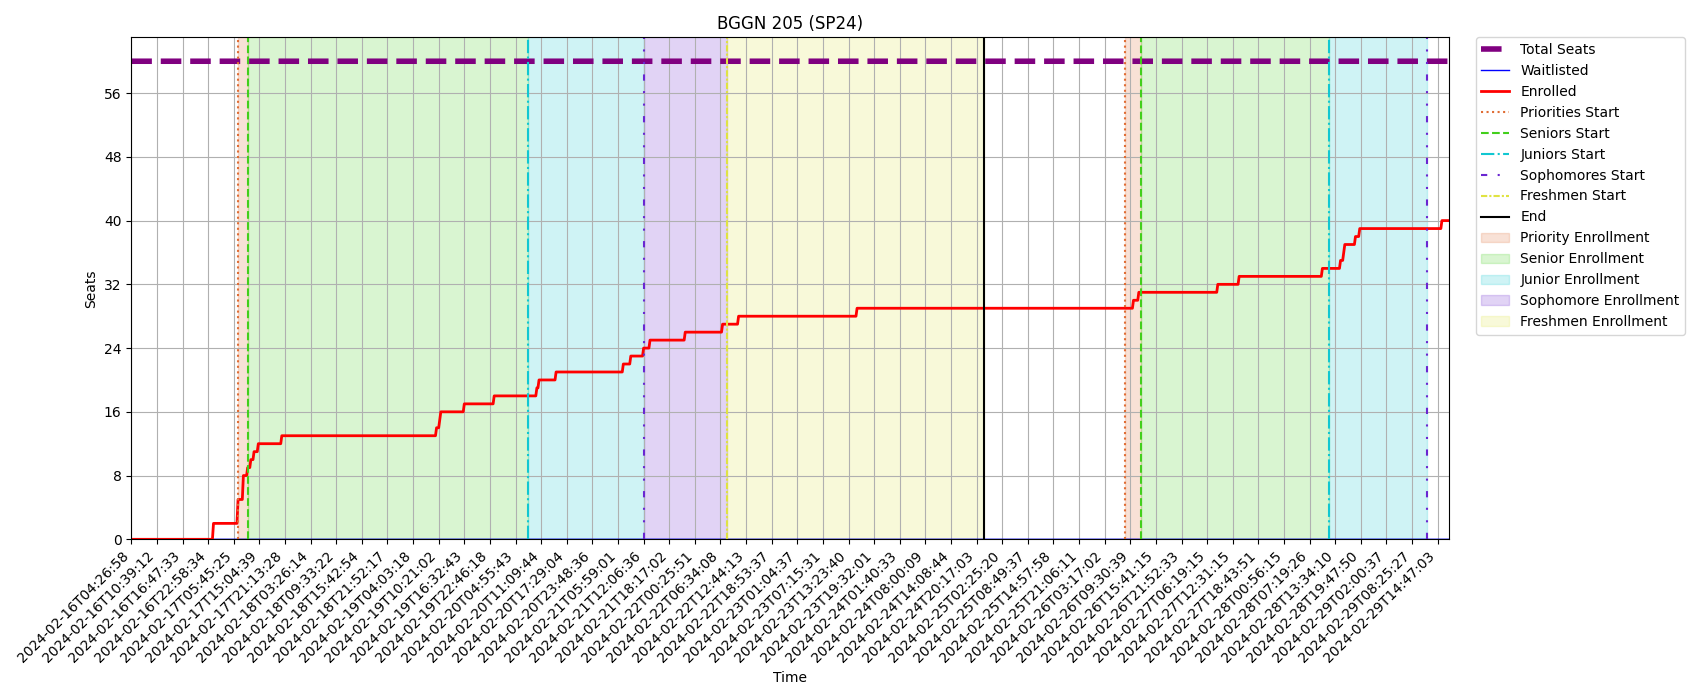 BGGN 205 (SP24)
Seats
56
48
40
32
24
16
8
0
2024-02-16T04:26:58
2024-02-16T10:39:12
2024-02-16T16:47:33
2024-02-16T22:58:34
2024-02-17T05:45:25
2024-02-17T15:04:39
2024-02-17T21:13:28
2024-02-18T03:26:14
2024-02-18T09:33:22
2024-02-18T15:42:54
2024-02-18T21:52:17
2024-02-19T04:03:18
2024-02-19T10:21:02
2024-02-19T16:32:43
2024-02-19T22:46:18
2024-02-20T04:55:43
2024-02-20T11:09:44
2024-02-20T17:29:04
2024-02-20T23:48:36
2024-02-21T05:59:01
2024-02-21T12:06:36
2024-02-21T18:17:02
2024-02-22T00:25:51
2024-02-22T06:34:08
2024-02-22T12:44:13
2024-02-22T18:53:37
2024-02-23T01:04:37
2024-02-23T07:15:31
2024-02-23T13:23:40
2024-02-23T19:32:01
2024-02-24T01:40:33
2024-02-24T08:00:09
2024-02-24T14:08:44
2024-02-24T20:17:03
2024-02-25T02:25:20
2024-02-25T08:49:37
2024-02-25T14:57:58
2024-02-25T21:06:11
2024-02-26T03:17:02
2024-02-26T09:30:39
2024-02-26T15:41:15
2024-02-26T21:52:33
2024-02-27T06:19:15
2024-02-27T12:31:15
2024-02-27T18:43:51
2024-02-28T00:56:15
2024-02-28T07:19:26
2024-02-28T13:34:10
2024-02-28T19:47:50
2024-02-29T02:00:37
2024-02-29T08:25:27
2024-02-29T14:47:03
Time
Total Seats
Waitlisted
Enrolled
Priorities Start
Seniors Start
Juniors Start
Sophomores Start
Freshmen Start
End
Priority Enrollment
Senior Enrollment
Junior Enrollment
Sophomore Enrollment
Freshmen Enrollment